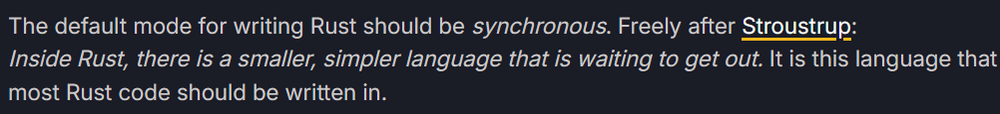 The default mode for writing Rust should be synchronous. Freely after Stroustrup:
Inside Rust, there is a smaller, simpler language that is waiting to get out. It is this language that
most Rust code should be written in.